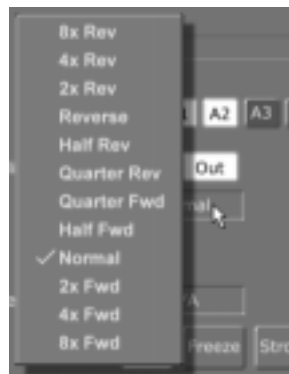 8x Rev
4x Rev
2x Rev
Reverse
A2 A3
Half Rev
Quarter Rev
Out
Quarter Fwd
Half Fwd
✓ Normal
2x Fwd
4x Fwd
8x Fwd
Freeze